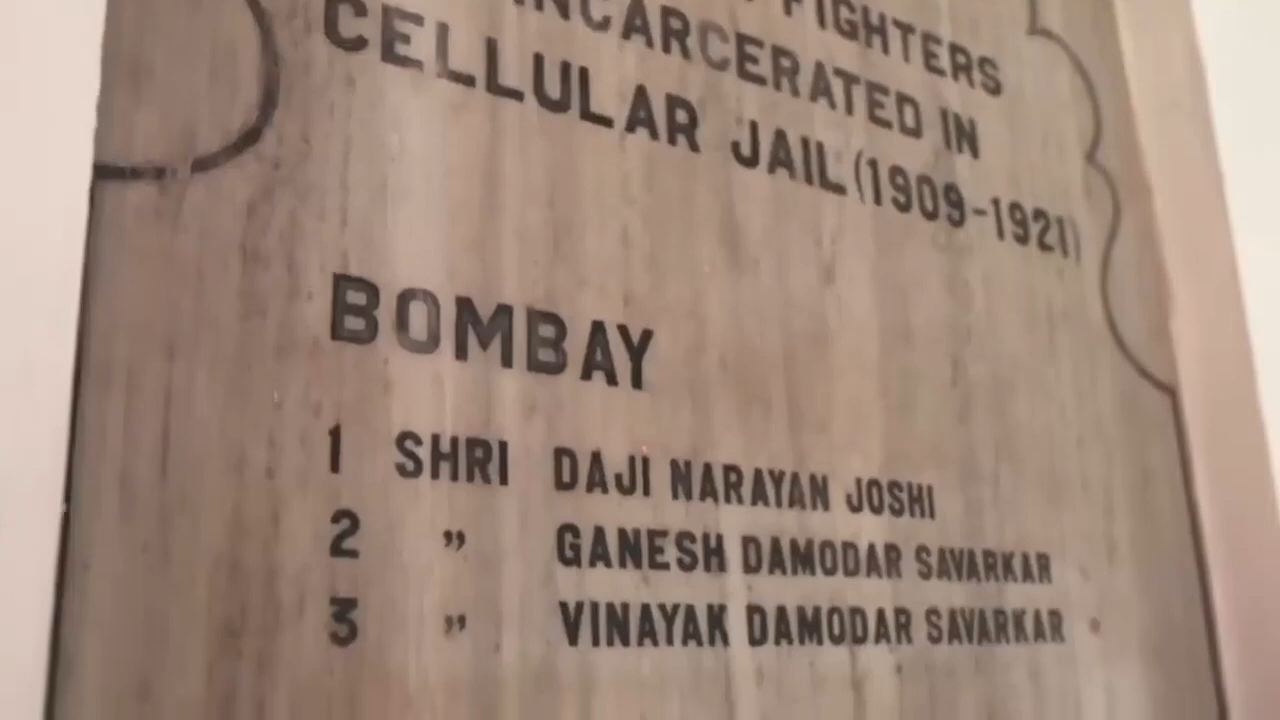 FIGHTERS
INCARCERATED IN
CELLULAR JAIL (1909-1921)
BOMBAY
1 SHRI DAJI NARAYAN JOSHI
2 " GANESH DAMODAR SAVARKAR
3 " VINAYAK DAMODAR SAVARKAR